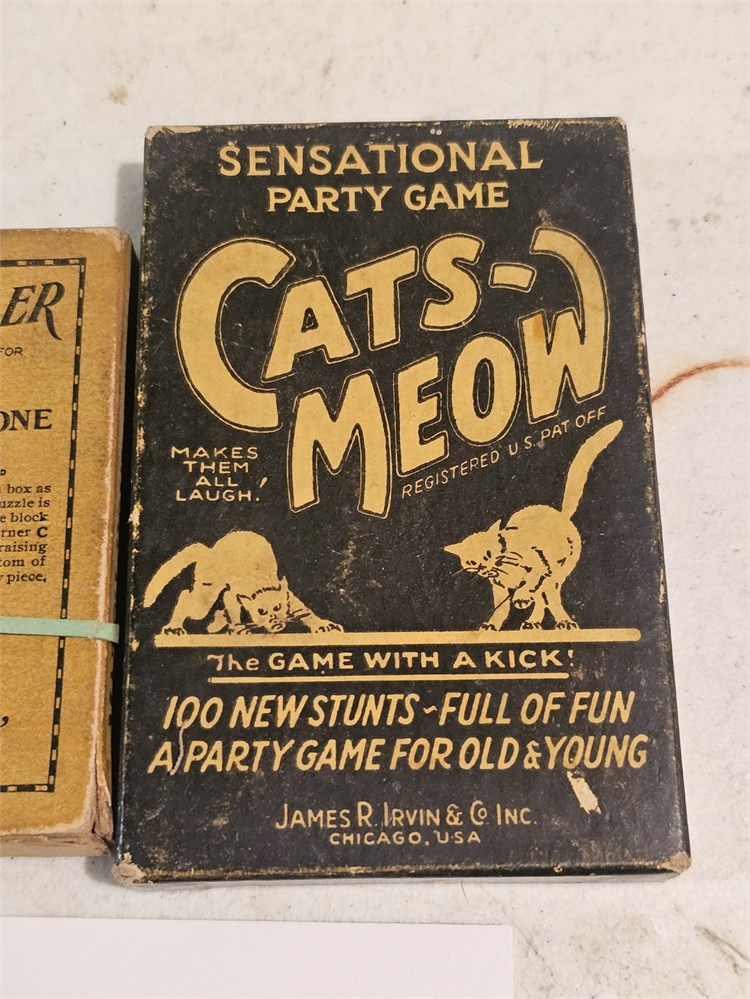 ER
FOR
ONE
box as
uzzle is
e block
rner C
raising
tom of
piece.
SENSATIONAL
PARTY GAME
CATS-
MEOW
REGISTERED U.S. PAT OFF
MAKES
THEM
ALL
LAUGH!
The GAME WITH A KICK!
100 NEW STUNTS - FULL OF FUN
A PARTY GAME FOR OLD & YOUNG
JAMES R. IRVIN & Co INC.
CHICAGO, U.S.A